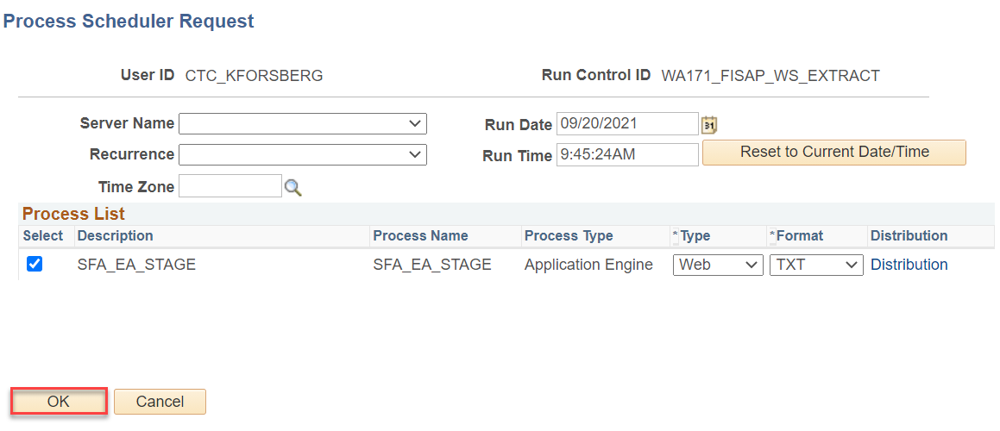 Process Scheduler Request
User ID CTC_KFORSBERG Run Control ID WA171_FISAP_WS_EXTRACT
Server Name Run Date 09/20/2021 31
Recurrence Run Time 9:45:24AM Reset to Current Date/Time
Time Zone
Process List
Select Description Process Name Process Type *Type *Format Distribution
SFA_EA_STAGE SFA_EA_STAGE Application Engine Web TXT Distribution
OK Cancel